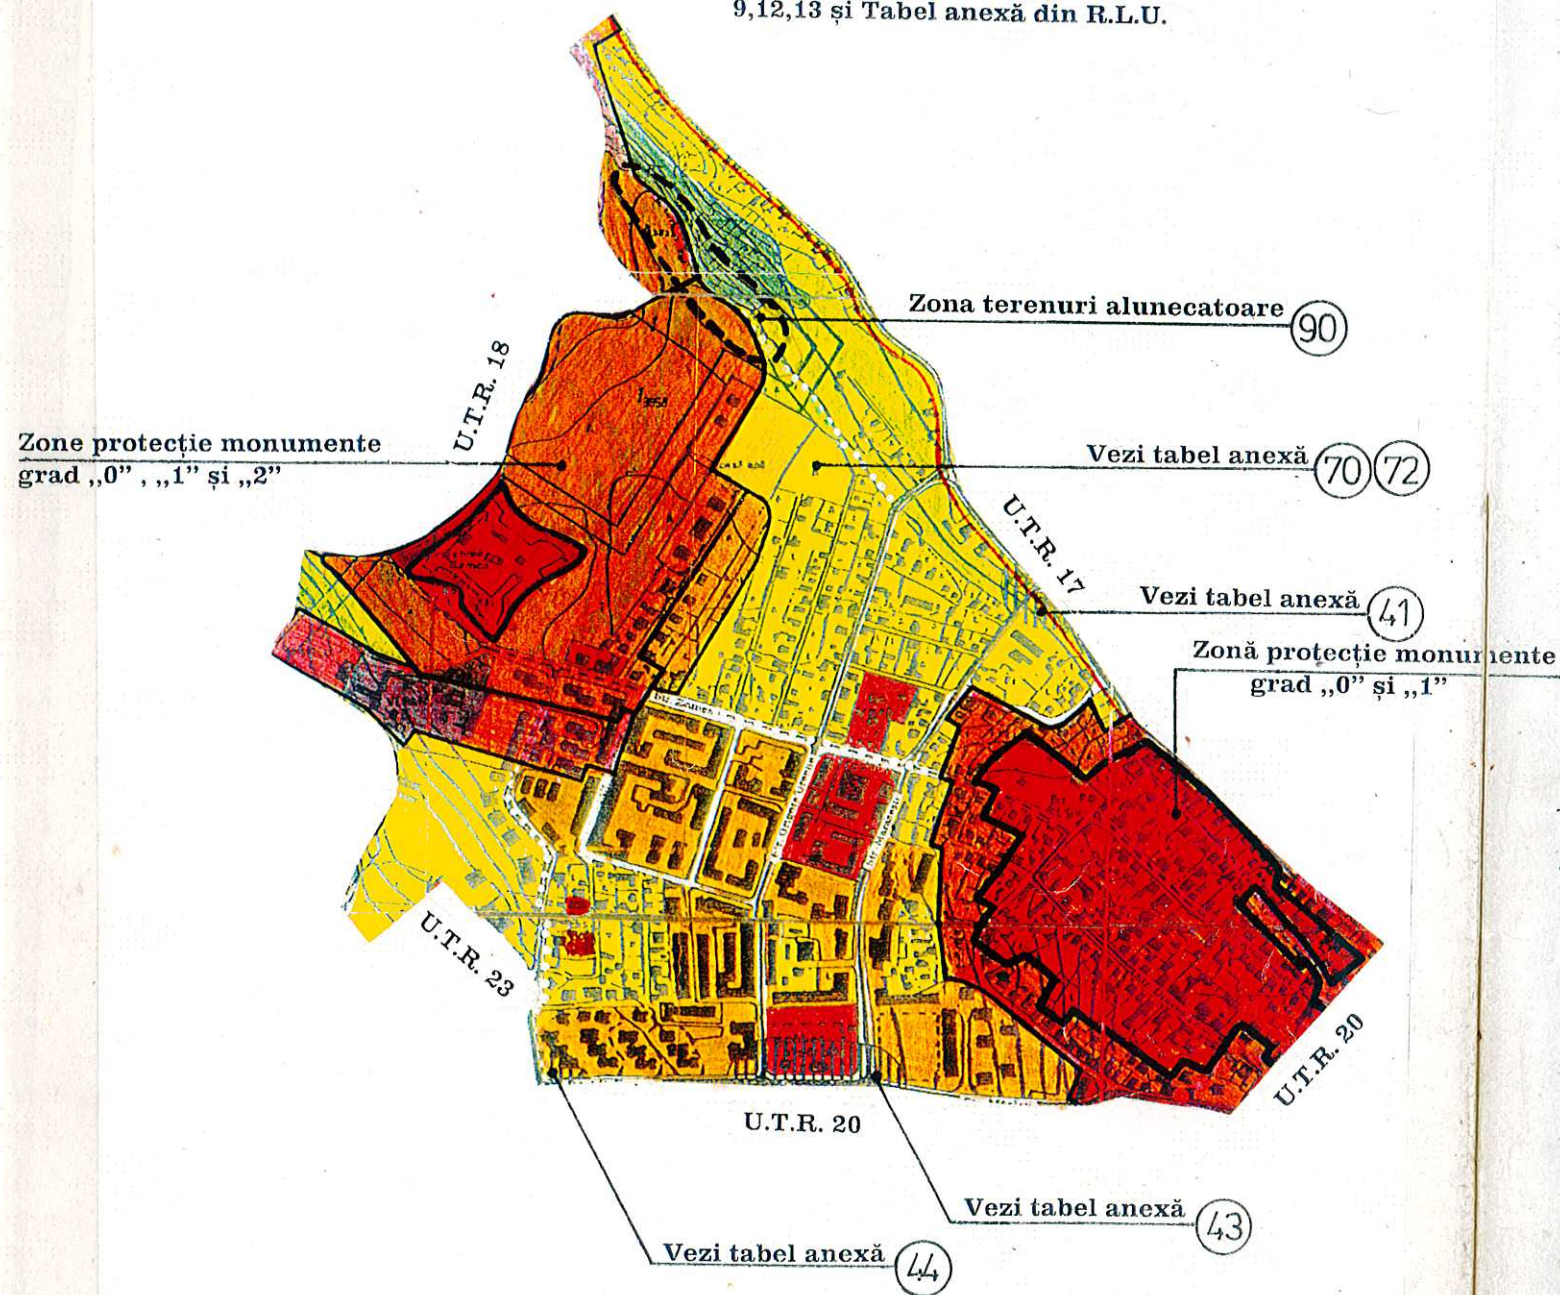 9,12,13 și Tabel anexă din R.L.U.
Zona terenuri alunecatoare 90
U.T.R. 18
Zone protecție monumente
grad „0” , „1” și „2”
Vezi tabel anexă 70 72
U.T.R. 17
Vezi tabel anexă 41
Zonă protecție monumente
grad „0” și „1”
U.T.R. 23
U.T.R. 20
U.T.R. 20
Vezi tabel anexă 43
Vezi tabel anexă 44